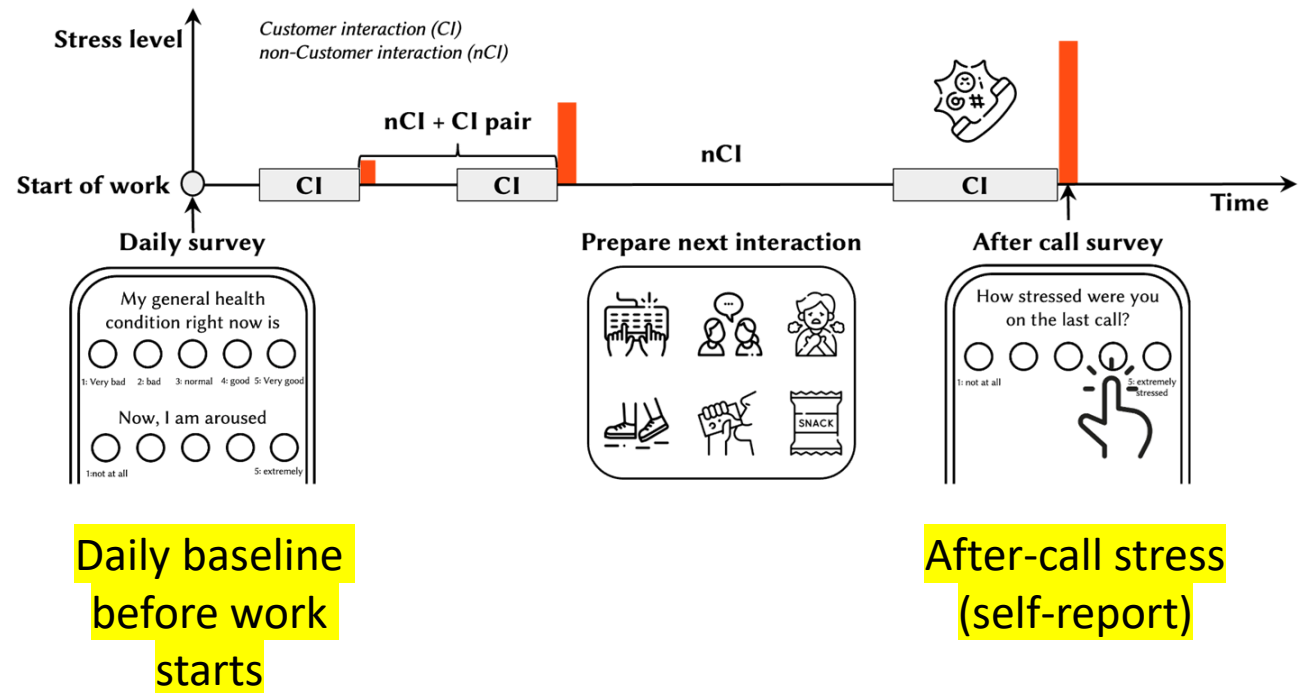 Stress level
Customer interaction (CI)
non-Customer interaction (nCI)
nCI + CI pair
nCI
Start of work
CI
CI
CI
Time
Daily survey
Prepare next interaction
After call survey
My general health
condition right now is
1: Very bad 2: bad 3: normal 4: good 5: Very good
Now, I am aroused
1:not at all 5: extremely
SNACK
How stressed were you
on the last call?
1: not at all 5: extremely
stressed
Daily baseline
before work
starts
After-call stress
(self-report)